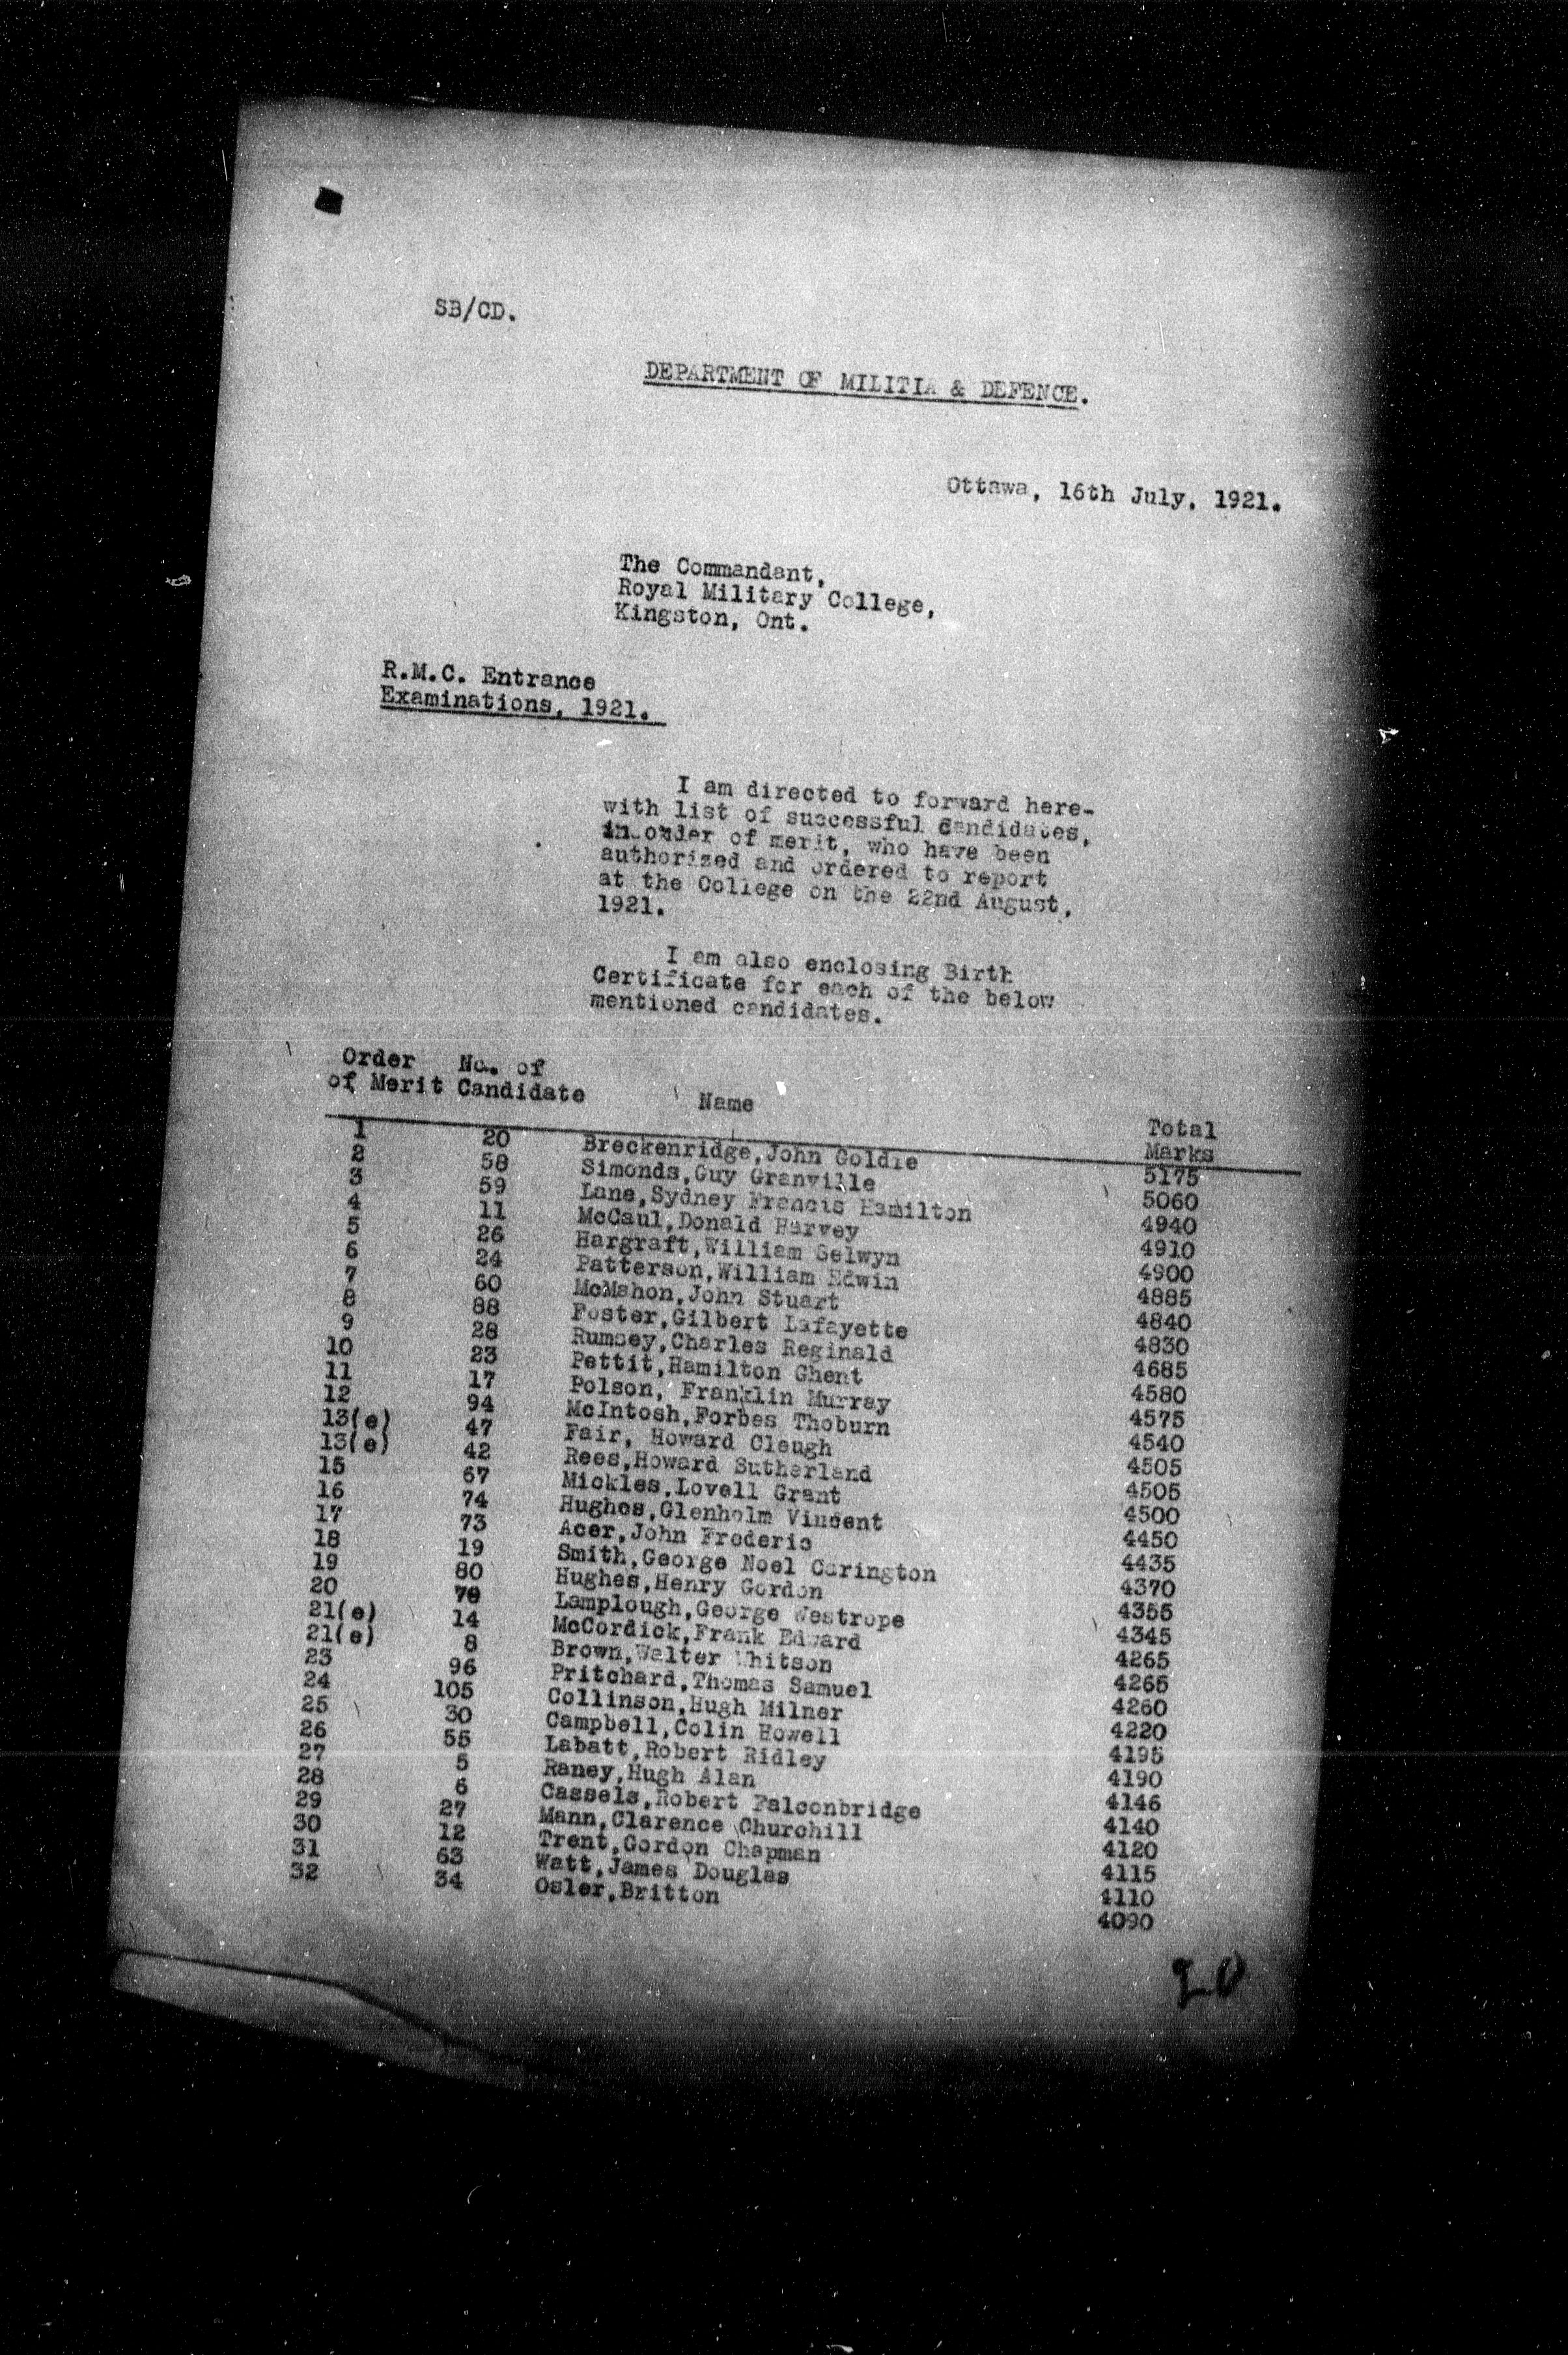 SB/CD.
DEPARTMENT OF MILITIA & DEFENCE.
Ottawa, 16th July, 1921.
The Commandant,
Royal Military College,
Kingston, Ont.
R.M.C. Entrance
Examinations, 1921.
I am directed to forward here-
with list of successful candidates,
in order of merit, who have been
authorized and ordered to report
at the College on the 22nd August,
1921.
I am also enclosing Birth
Certificate for each of the below
mentioned candidates.
Order No. of
of Merit Candidate Name Total Marks
1 20 Breckenridge,John Goldie 5175
2 58 Simonds,Guy Granville 5060
3 59 Lane,Sydney Francis Hamilton 4940
4 11 McCaul,Donald Harvey 4910
5 26 Hargraft,William Selwyn 4900
6 24 Patterson,William Edwin 4885
7 60 McMahon,John Stuart 4840
8 88 Foster,Gilbert Lafayette 4830
9 28 Rumsey,Charles Reginald 4685
10 23 Pettit,Hamilton Ghent 4580
11 17 Polson, Franklin Murray 4575
12 94 McIntosh,Forbes Thoburn 4540
13(e) 47 Fair, Howard Clough 4505
13(e) 42 Rees,Howard Sutherland 4505
15 67 Mickles,Lovell Grant 4500
16 74 Hughes,Glenholm Vincent 4450
17 73 Acer,John Frederic 4435
18 19 Smith,George Noel Carington 4370
19 80 Hughes,Henry Gordon 4355
20 Lamplough,George Westrope 4345
21(e) 14 McCordick,Frank Edward 4265
21(e) 8 Brown,Walter Whitson 4265
23 96 Pritchard,Thomas Samuel 4260
24 105 Collinson,Hugh Milner 4220
25 30 Campbell,Colin Howell 4195
26 55 Labatt,Robert Ridley 4190
27 5 Raney,Hugh Alan 4146
28 6 Cassels,Robert Falconbridge 4140
29 27 Mann,Clarence Churchill 4120
30 12 Trent,Gordon Chapman 4115
31 63 Watt,James Douglas 4110
32 34 Osler,Britton 4090
20